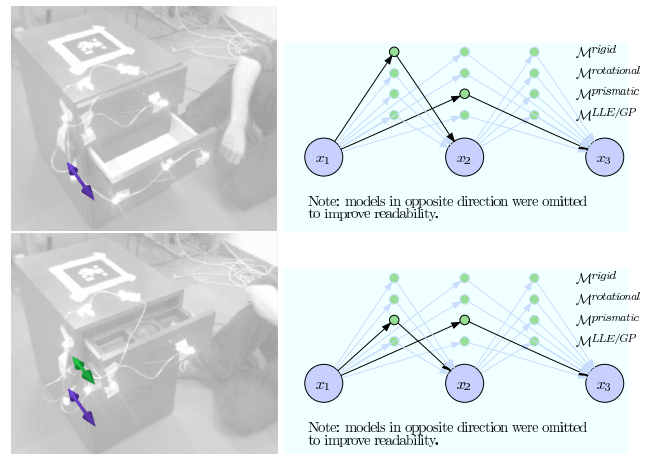 M^rigid
M^rotational
M^prismatic
M^LLE/GP
x1 x2 x3
Note: models in opposite direction were omitted
to improve readability.
M^rigid
M^rotational
M^prismatic
M^LLE/GP
x1 x2 x3
Note: models in opposite direction were omitted
to improve readability.